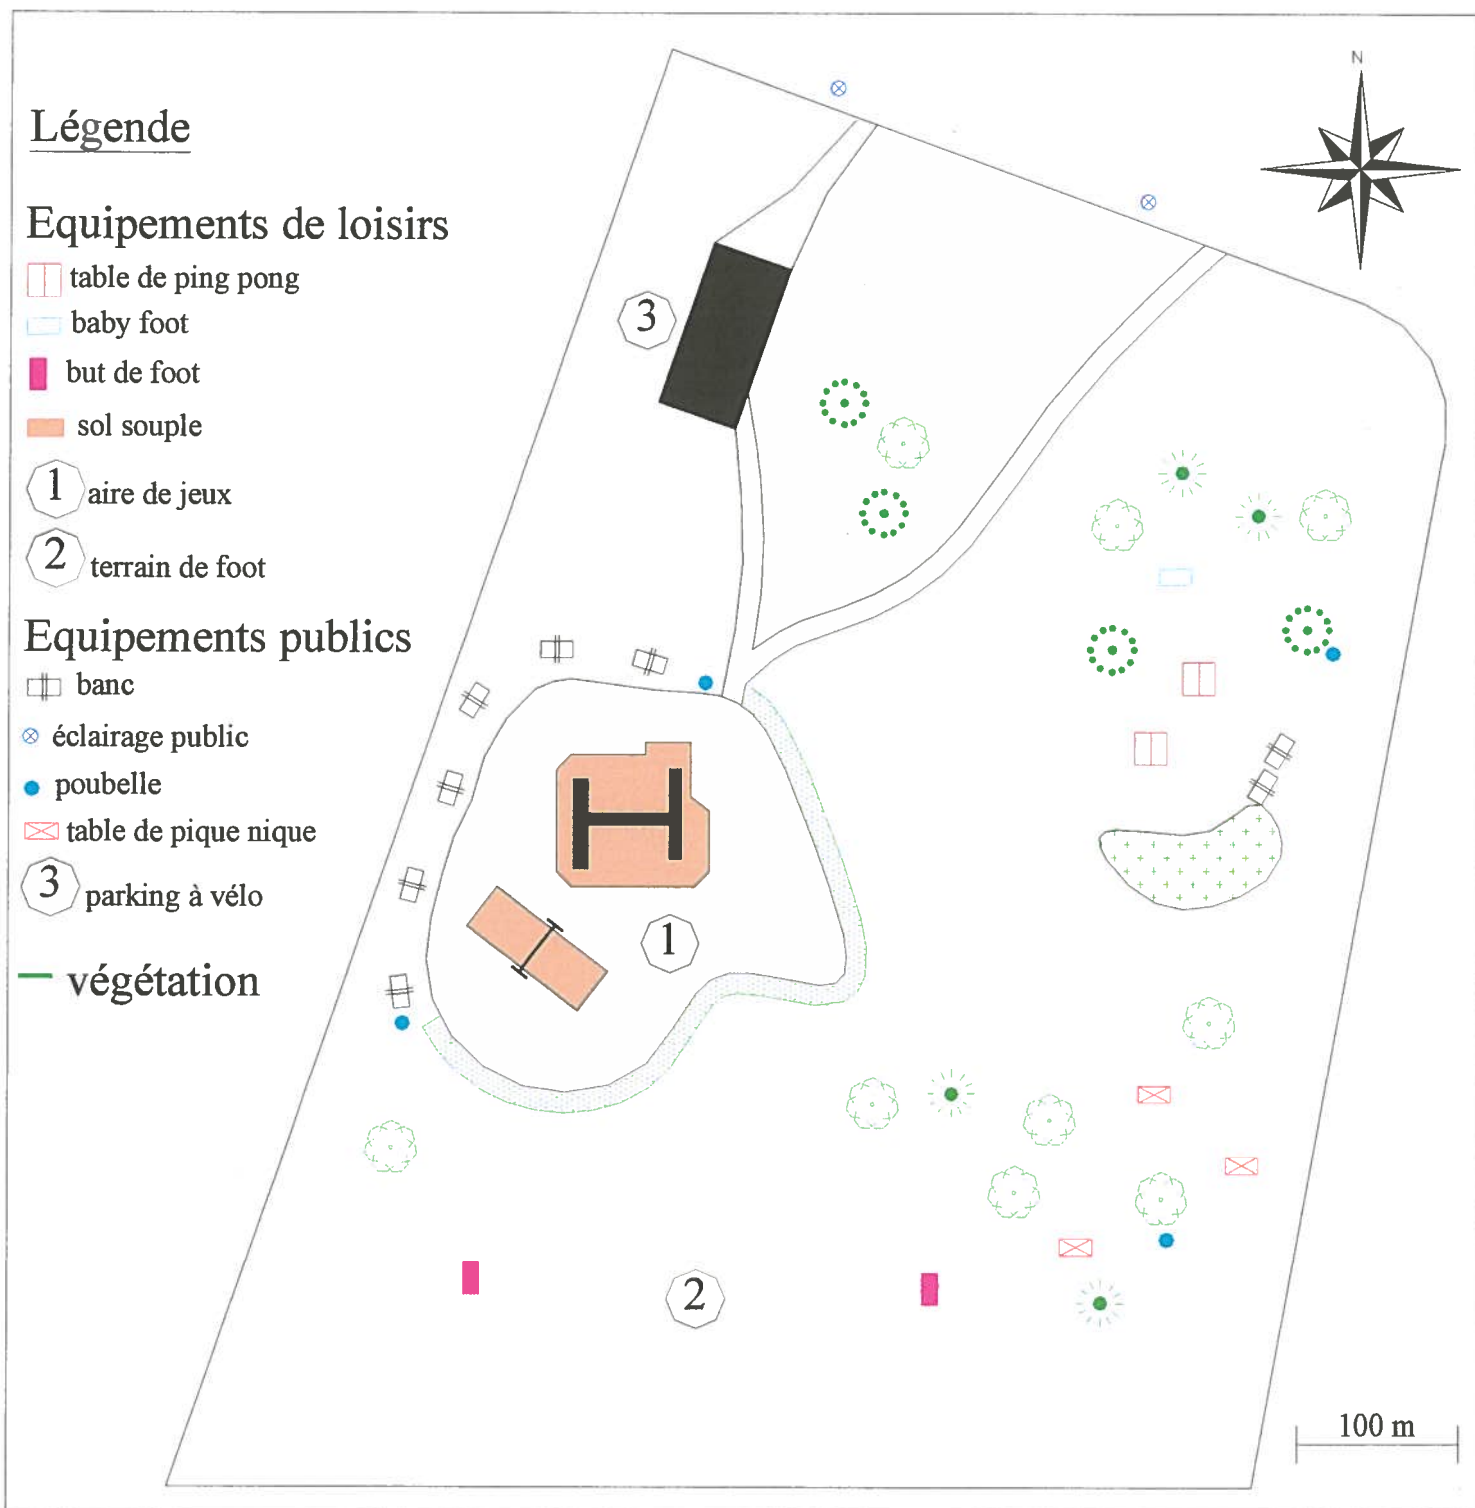 N
Légende
Equipements de loisirs
table de ping pong
baby foot
but de foot
sol souple
1 aire de jeux
2 terrain de foot
Equipements publics
banc
éclairage public
poubelle
table de pique nique
3 parking à vélo
végétation
3
1
2
100 m